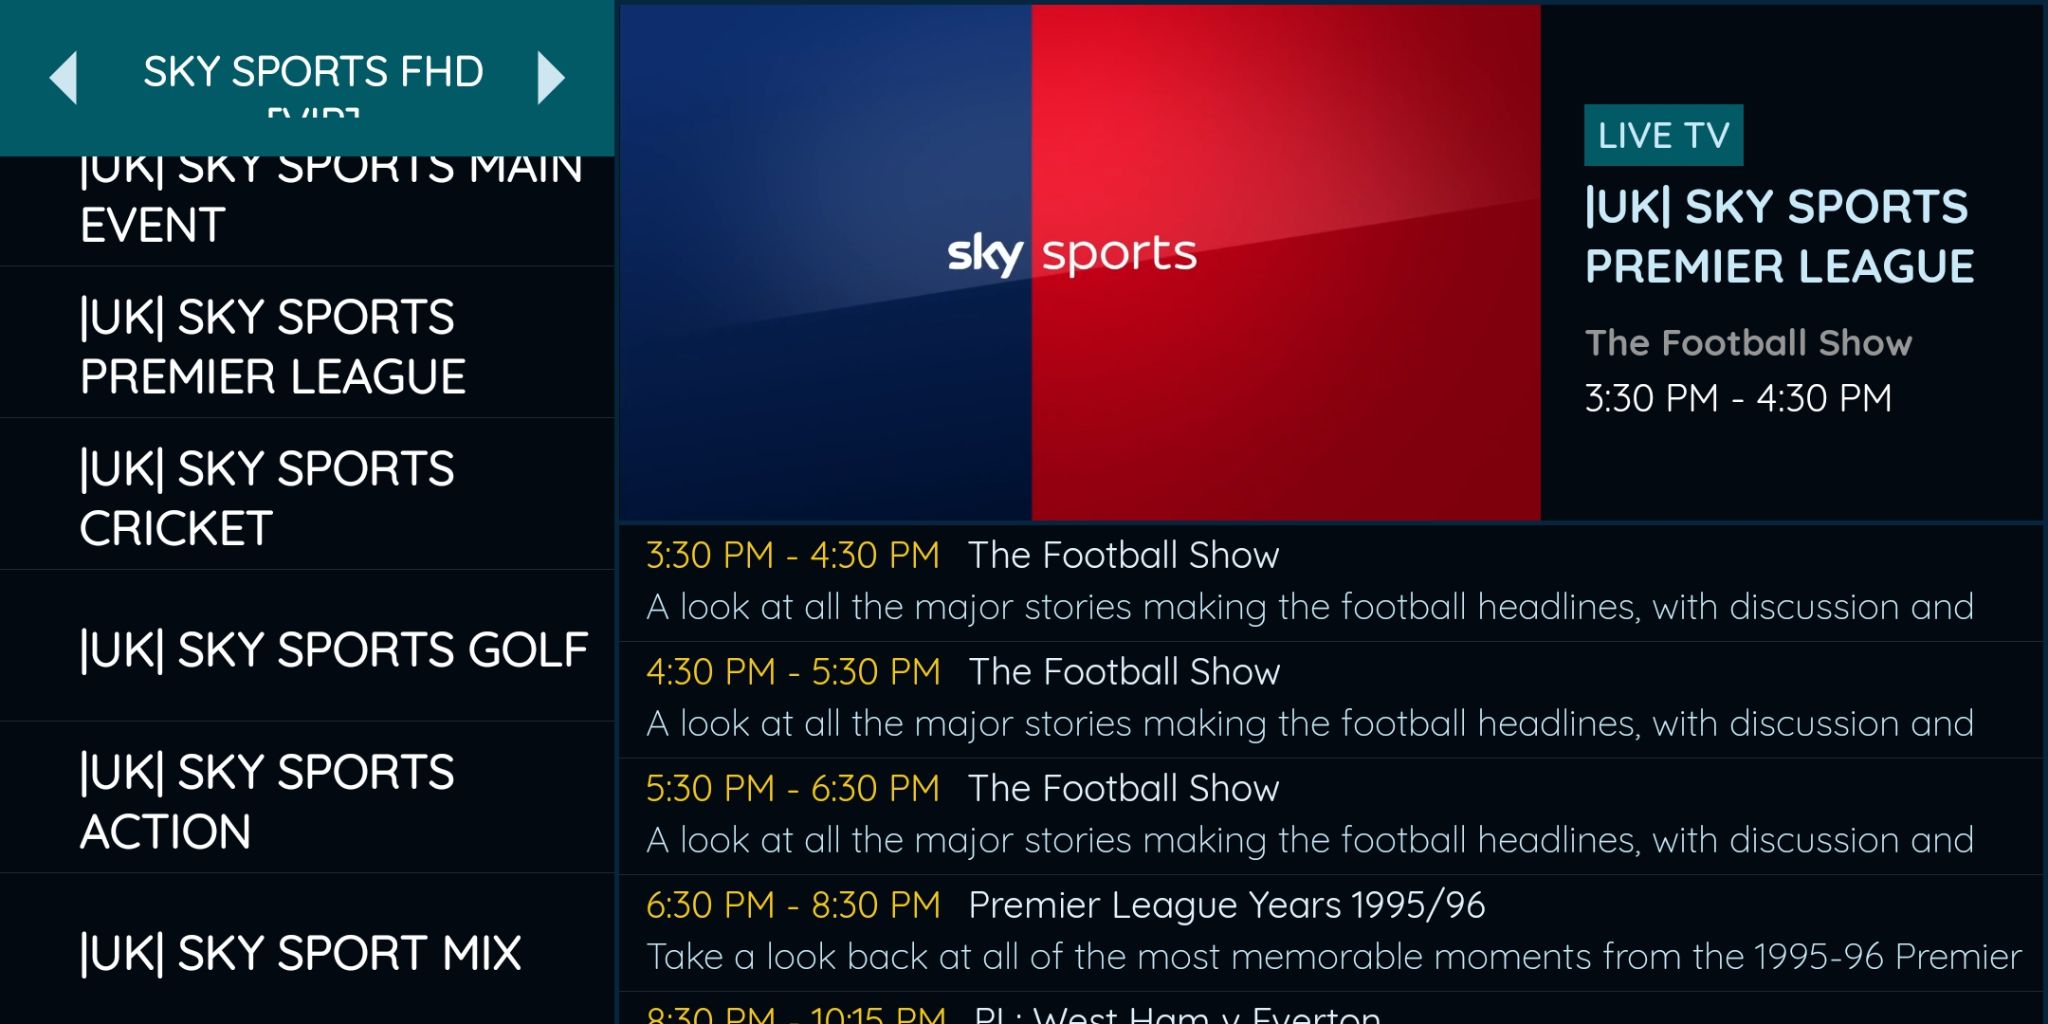 SKY SPORTS FHD
[VIP]
|UK| SKY SPORTS MAIN
EVENT
|UK| SKY SPORTS
PREMIER LEAGUE
|UK| SKY SPORTS
CRICKET
|UK| SKY SPORTS GOLF
|UK| SKY SPORTS
ACTION
|UK| SKY SPORT MIX
sky sports
LIVE TV
|UK| SKY SPORTS
PREMIER LEAGUE
The Football Show
3:30 PM - 4:30 PM
3:30 PM - 4:30 PM The Football Show
A look at all the major stories making the football headlines, with discussion and
4:30 PM - 5:30 PM The Football Show
A look at all the major stories making the football headlines, with discussion and
5:30 PM - 6:30 PM The Football Show
A look at all the major stories making the football headlines, with discussion and
6:30 PM - 8:30 PM Premier League Years 1995/96
Take a look back at all of the most memorable moments from the 1995-96 Premier
8:30 PM - 10:15 PM PL: West Ham v Everton